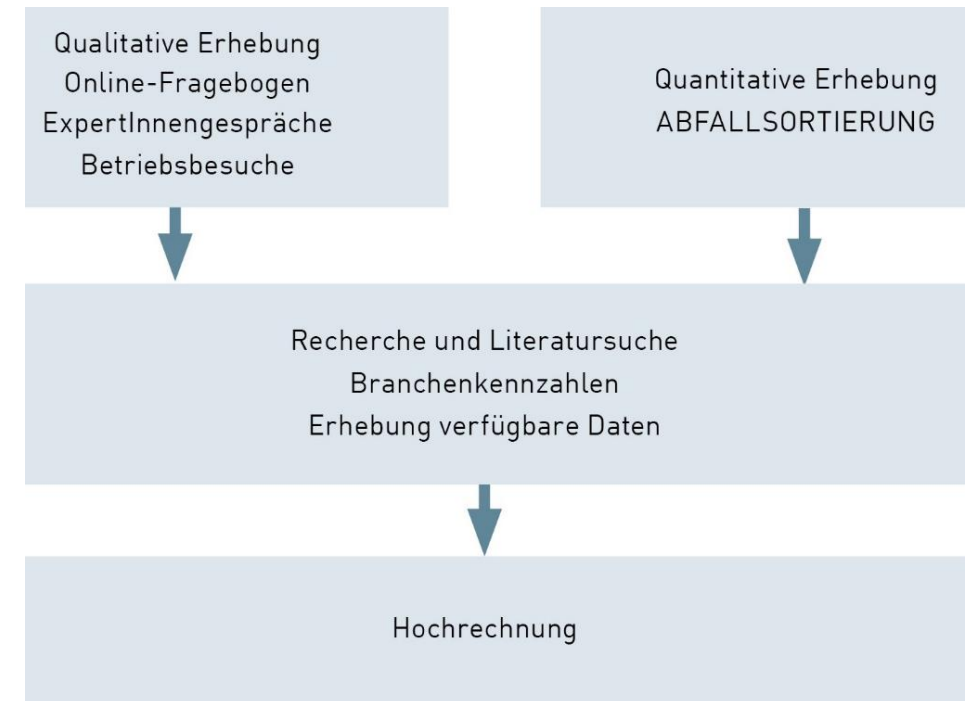 Qualitative Erhebung
Online-Fragebogen
ExpertInnengespräche
Betriebsbesuche
Quantitative Erhebung
ABFALLSORTIERUNG
Recherche und Literatursuche
Branchenkennzahlen
Erhebung verfügbare Daten
Hochrechnung